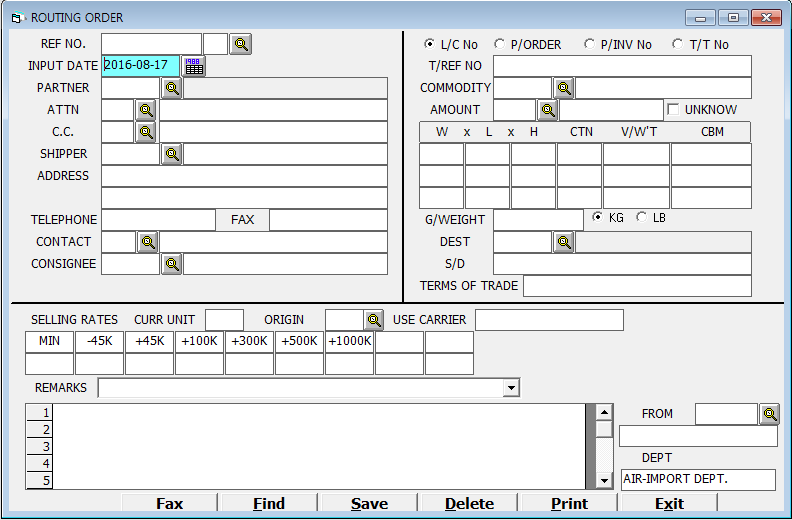 ROUTING ORDER
REF NO.
INPUT DATE 2016-08-17
PARTNER
ATTN
C.C.
SHIPPER
ADDRESS
TELEPHONE FAX
CONTACT
CONSIGNEE
L/C No P/ORDER P/INV No T/T No
T/REF NO
COMMODITY
AMOUNT UNKNOW
W x L x H CTN V/W'T CBM
G/WEIGHT KG LB
DEST
S/D
TERMS OF TRADE
SELLING RATES CURR UNIT ORIGIN USE CARRIER
MIN -45K +45K +100K +300K +500K +1000K
REMARKS
1
2
3
4
5
FROM
DEPT
AIR-IMPORT DEPT.
Fax Find Save Delete Print Exit